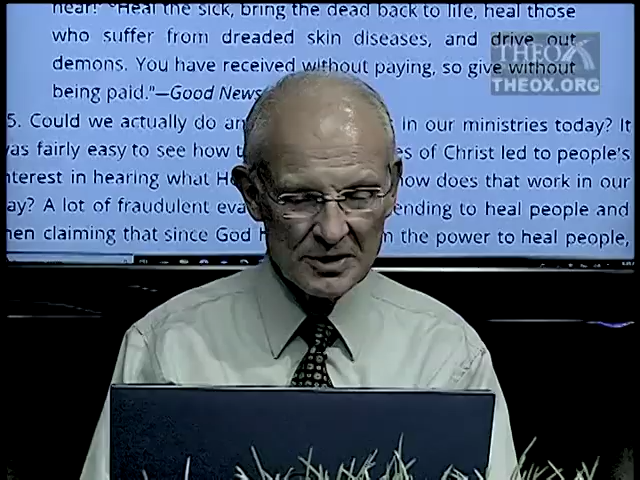 near!" "Heal the sick, bring the dead back to life, heal those
who suffer from dreaded skin diseases, and drive out
demons. You have received without paying, so give without
being paid."—Good News
5. Could we actually do in our ministries today? It
was fairly easy to see how of Christ led to people's
interest in hearing what how does that work in our
ay? A lot of fraudulent ending to heal people and
hen claiming that since God the power to heal people,
THEOX
THEOX.ORG